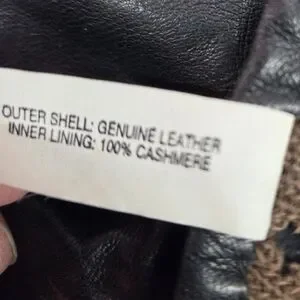 OUTER SHELL: GENUINE LEATHER
INNER LINING: 100% CASHMERE